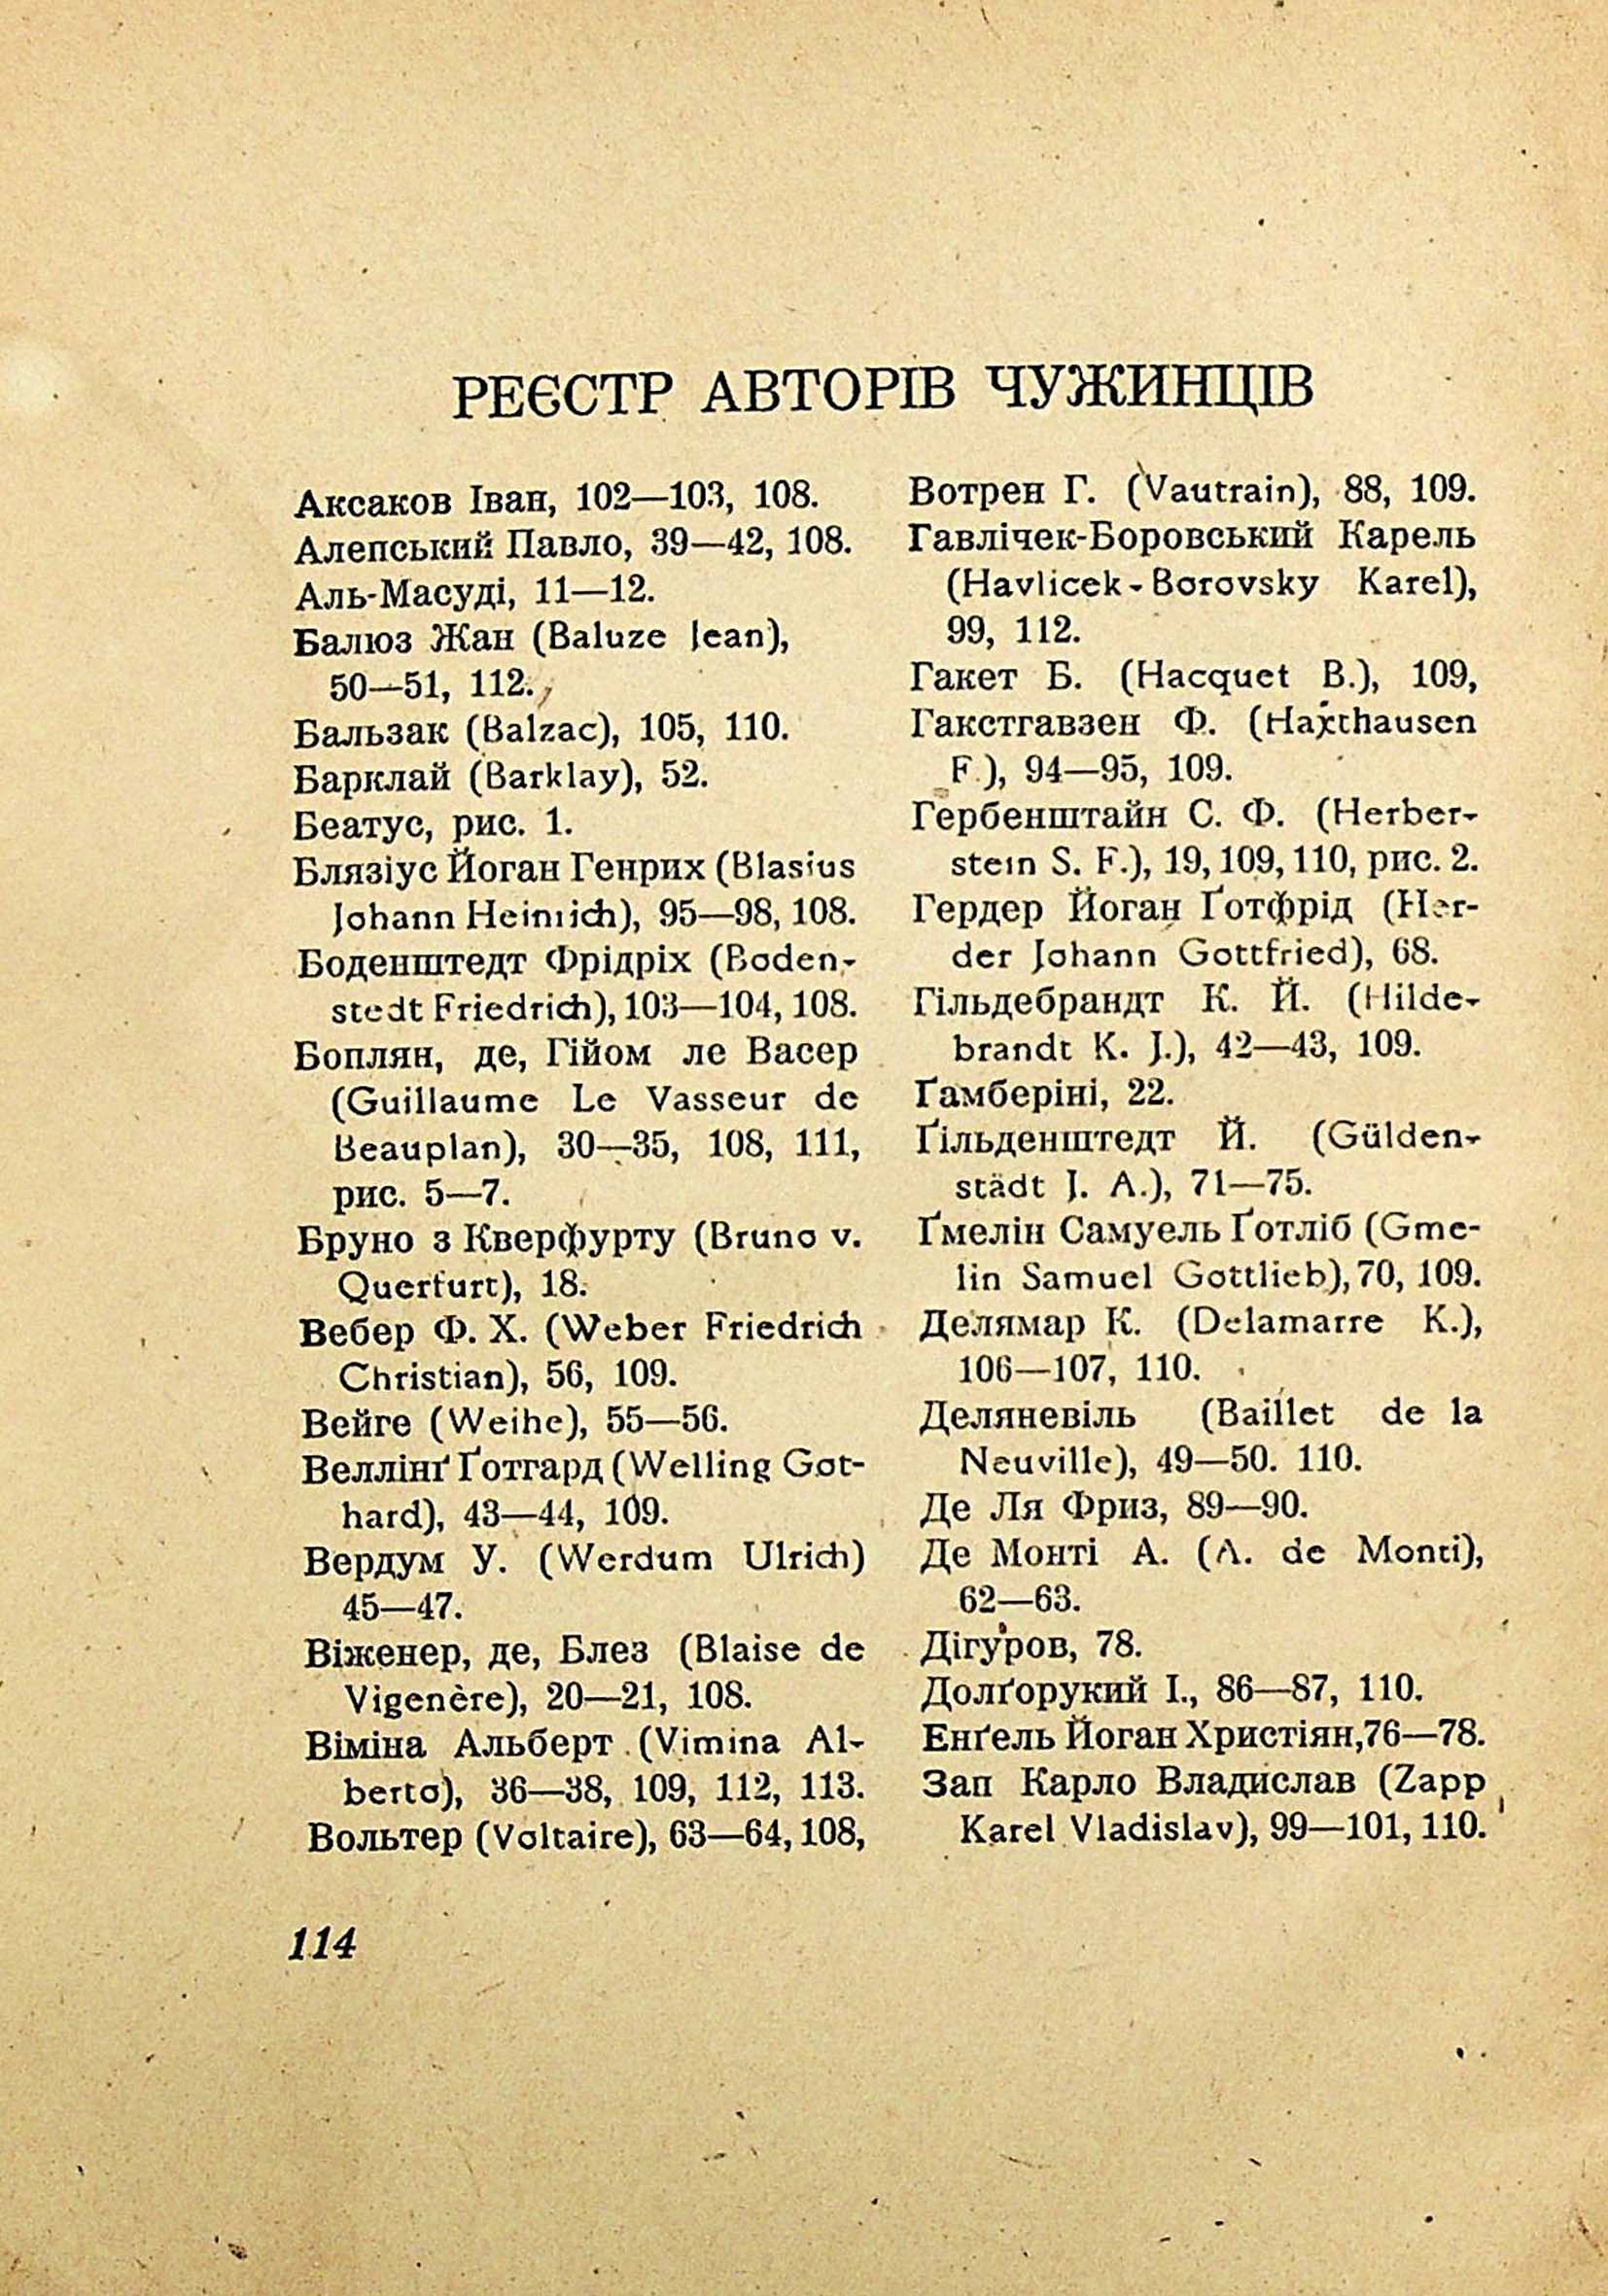 РЕЄСТР АВТОРІВ ЧУЖИНЦІВ
Аксаков Іван, 102—103, 108.
Алепський Павло, 39—42, 108.
Аль-Масуді, 11—12.
Балюз Жан (Baluze Jean),
50—51, 112.
Бальзак (Balzac), 105, 110.
Барклай (Barklay), 52.
Беатус, рис. 1.
Блязіус Йоган Генрих (Blasius
Johann Heinrich), 95—98, 108.
Боденштедт Фрідріх (Boden-
stedt Friedrich), 103—104, 108.
Боплян, де, Гійом ле Васер
(Guillaume Le Vasseur de
Beauplan), 30—35, 108, 111,
рис. 5—7.
Бруно з Кверфурту (Bruno v.
Querfurt), 18.
Вебер Ф. Х. (Weber Friedrich
Christian), 56, 109.
Вейге (Weihe), 55—56.
Веллінґ Ґотгард (Welling Got-
hard), 43—44, 109.
Вердум У. (Werdum Ulrich)
45—47.
Віженер, де, Блез (Blaise de
Vigenère), 20—21, 108.
Віміна Альберт (Vimina Al-
berto), 36—38, 109, 112, 113.
Вольтер (Voltaire), 63—64, 108,
Вотрен Г. (Vautrain), 88, 109.
Гавлічек-Боровський Карель
(Havlicek-Borovsky Karel),
99, 112.
Гакет Б. (Hacquet B.), 109,
Гакстгавзен Ф. (Haxthausen
F.), 94—95, 109.
Гербенштайн С. Ф. (Herber-
stein S. F.), 19, 109, 110, рис. 2.
Гердер Йоган Ґотфрід (Her-
der Johann Gottfried), 68.
Гільдебрандт К. Й. (Hilde-
brandt K. J.), 42—43, 109.
Ґамберіні, 22.
Ґільденштедт Й. (Gülden-
städt J. A.), 71—75.
Ґмелін Самуель Ґотліб (Gme-
lin Samuel Gottlieb), 70, 109.
Делямар К. (Delamarre K.),
106—107, 110.
Деляневіль (Baillet de la
Neuville), 49—50. 110.
Де Ля Фриз, 89—90.
Де Монті А. (A. de Monti),
62—63.
Дігуров, 78.
Долґорукий І., 86—87, 110.
Енґель Йоган Христіян,76—78.
Зап Карло Владислав (Zapp
Karel Vladislav), 99—101, 110.
114